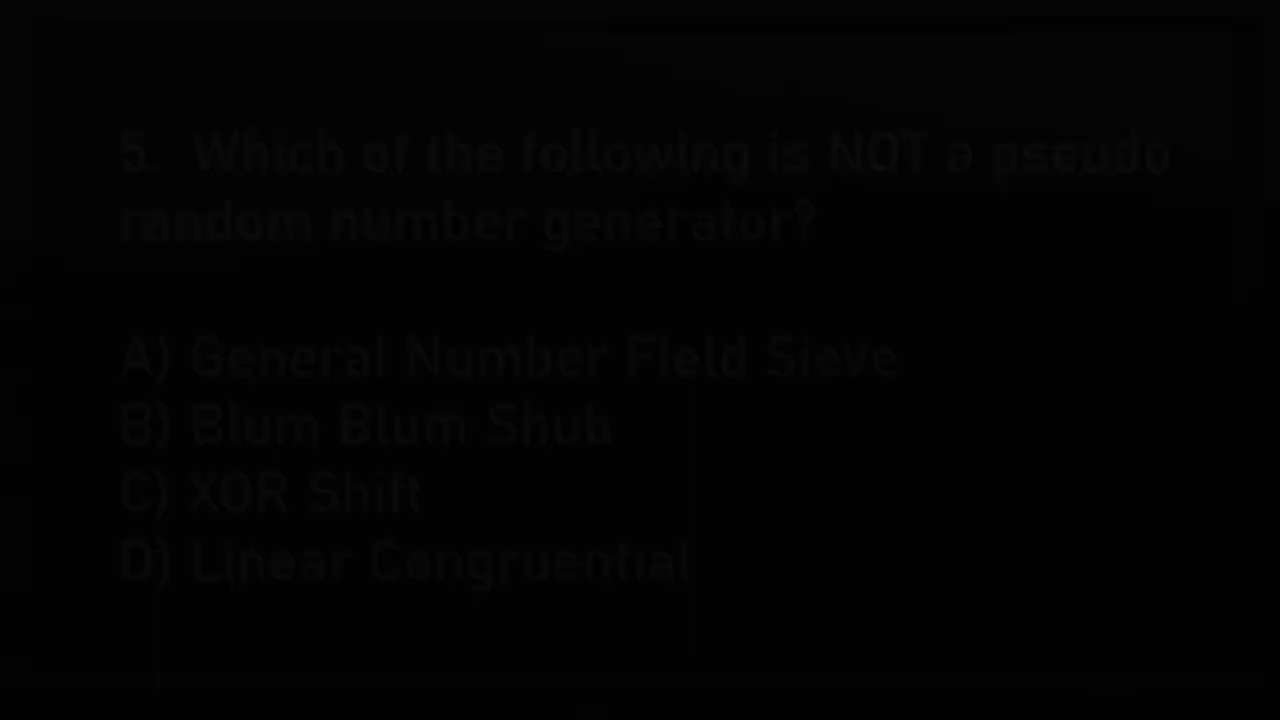 5. Which of the following is NOT a pseudo
random number generator?
A) General Number Field Sieve
B) Blum Blum Shub
C) XOR Shift
D) Linear Congruential